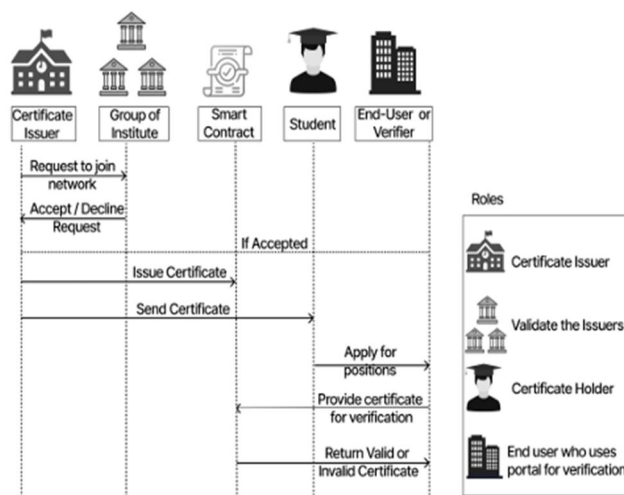 Certificate
Issuer
Group of
Institute
Smart
Contract
Student
End-User or
Verifier
Request to join
network
Accept / Decline
Request
If Accepted
Issue Certificate
Send Certificate
Apply for
positions
Provide certificate
for verification
Return Valid or
Invalid Certificate
Roles
Certificate Issuer
Validate the Issuers
Certificate Holder
End user who uses
portal for verification